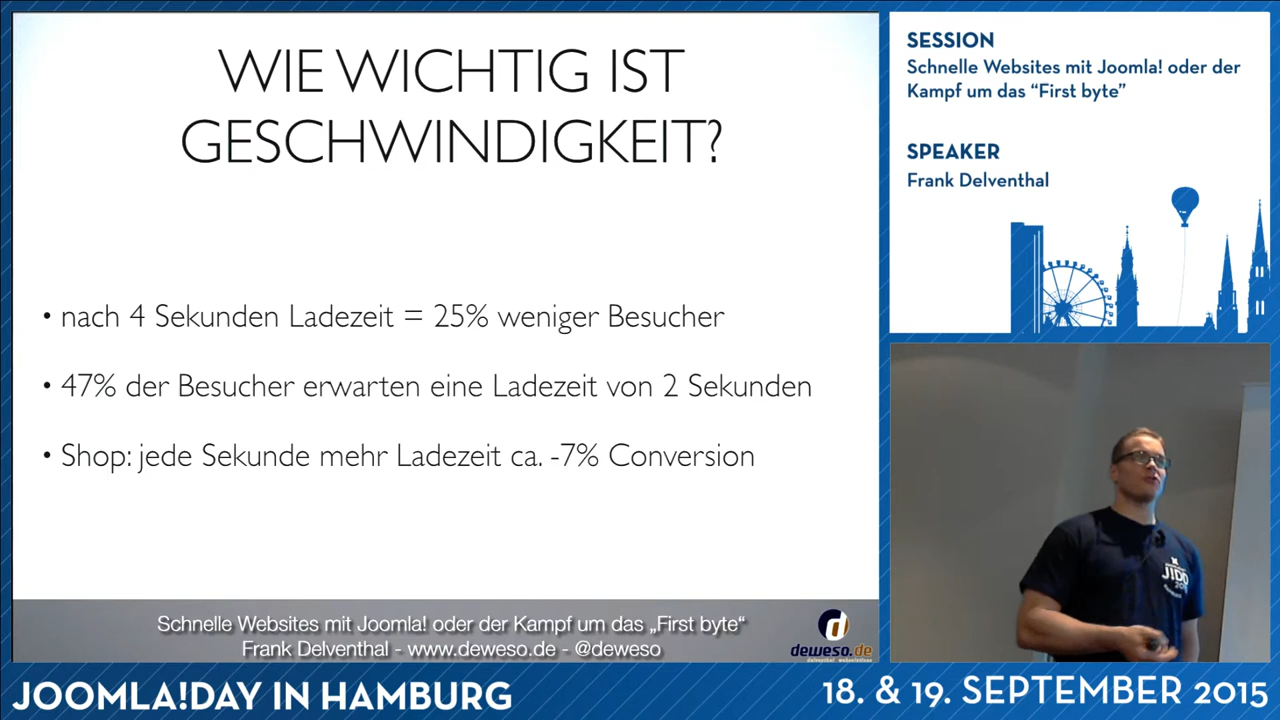 WIE WICHTIG IST
GESCHWINDIGKEIT?
• nach 4 Sekunden Ladezeit = 25% weniger Besucher
• 47% der Besucher erwarten eine Ladezeit von 2 Sekunden
• Shop: jede Sekunde mehr Ladezeit ca. -7% Conversion
Schnelle Websites mit Joomla! oder der Kampf um das „First byte“
Frank Delventhal - www.deweso.de - @deweso
deweso.de
delventhal websolutions
SESSION
Schnelle Websites mit Joomla! oder der
Kampf um das “First byte”
SPEAKER
Frank Delventhal
JOOMLA!DAY IN HAMBURG
18. & 19. SEPTEMBER 2015